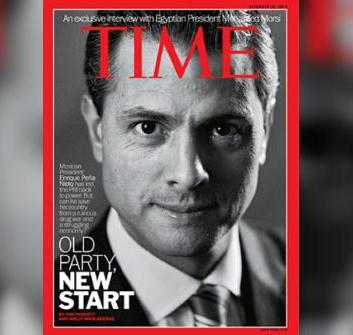 An exclusive interview with Egyptian President Mohamed Morsi
TIME
Mexican
President
Enrique Peña
Nieto has led
the PRI back
to power. But
can he save
his country
from a ruinous
drug war and
a struggling
economy?
OLD
PARTY,
NEW
START